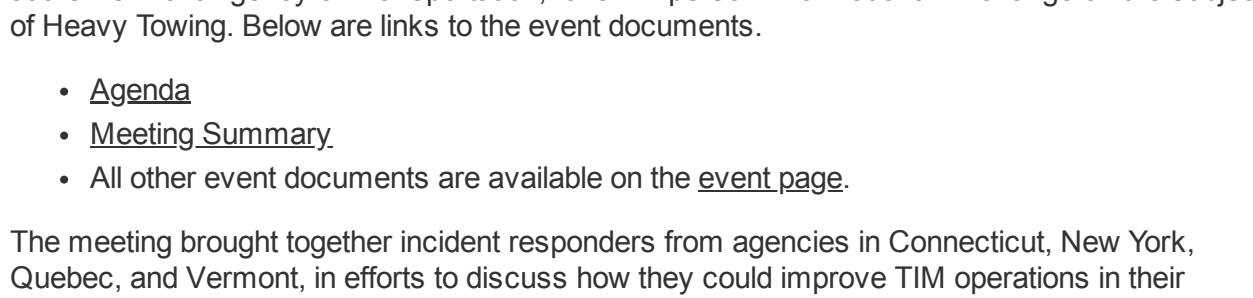 of Heavy Towing. Below are links to the event documents.
• Agenda
• Meeting Summary
• All other event documents are available on the event page.
The meeting brought together incident responders from agencies in Connecticut, New York,
Quebec, and Vermont, in efforts to discuss how they could improve TIM operations in their